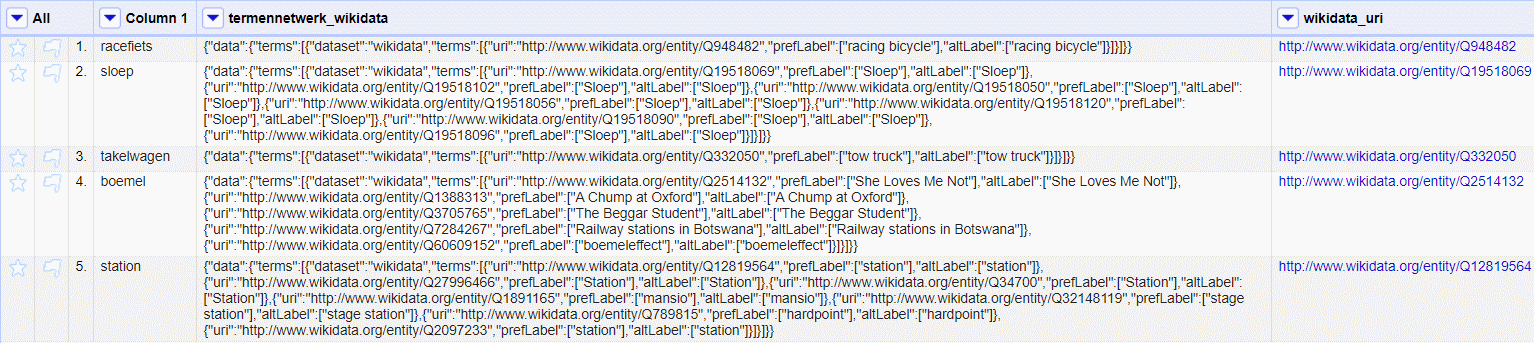 All Column 1 termennetwerk_wikidata wikidata_uri
1. racefiets {"data":{"terms":[{"dataset":"wikidata","terms":[{"uri":"http://www.wikidata.org/entity/Q948482","prefLabel":["racing bicycle"],"altLabel":["racing bicycle"]}]}]}} http://www.wikidata.org/entity/Q948482
2. sloep {"data":{"terms":[{"dataset":"wikidata","terms":[{"uri":"http://www.wikidata.org/entity/Q19518069","prefLabel":["Sloep"],"altLabel":["Sloep"]}, http://www.wikidata.org/entity/Q19518069
{"uri":"http://www.wikidata.org/entity/Q19518102","prefLabel":["Sloep"],"altLabel":["Sloep"]},{"uri":"http://www.wikidata.org/entity/Q19518050","prefLabel":["Sloep"],"altLabel":
["Sloep"]},{"uri":"http://www.wikidata.org/entity/Q19518056","prefLabel":["Sloep"],"altLabel":["Sloep"]},{"uri":"http://www.wikidata.org/entity/Q19518120","prefLabel":
["Sloep"],"altLabel":["Sloep"]},{"uri":"http://www.wikidata.org/entity/Q19518090","prefLabel":["Sloep"],"altLabel":["Sloep"]},
{"uri":"http://www.wikidata.org/entity/Q19518096","prefLabel":["Sloep"],"altLabel":["Sloep"]}]}]}}
3. takelwagen {"data":{"terms":[{"dataset":"wikidata","terms":[{"uri":"http://www.wikidata.org/entity/Q332050","prefLabel":["tow truck"],"altLabel":["tow truck"]}]}]}} http://www.wikidata.org/entity/Q332050
4. boemel {"data":{"terms":[{"dataset":"wikidata","terms":[{"uri":"http://www.wikidata.org/entity/Q2514132","prefLabel":["She Loves Me Not"],"altLabel":["She Loves Me Not"]}, http://www.wikidata.org/entity/Q2514132
{"uri":"http://www.wikidata.org/entity/Q1388313","prefLabel":["A Chump at Oxford"],"altLabel":["A Chump at Oxford"]},
{"uri":"http://www.wikidata.org/entity/Q3705765","prefLabel":["The Beggar Student"],"altLabel":["The Beggar Student"]},
{"uri":"http://www.wikidata.org/entity/Q7284267","prefLabel":["Railway stations in Botswana"],"altLabel":["Railway stations in Botswana"]},
{"uri":"http://www.wikidata.org/entity/Q60609152","prefLabel":["boemeleffect"],"altLabel":["boemeleffect"]}]}]}}
5. station {"data":{"terms":[{"dataset":"wikidata","terms":[{"uri":"http://www.wikidata.org/entity/Q12819564","prefLabel":["station"],"altLabel":["station"]}, http://www.wikidata.org/entity/Q12819564
{"uri":"http://www.wikidata.org/entity/Q27996466","prefLabel":["Station"],"altLabel":["Station"]},{"uri":"http://www.wikidata.org/entity/Q34700","prefLabel":["Station"],"altLabel":
["Station"]},{"uri":"http://www.wikidata.org/entity/Q1891165","prefLabel":["mansio"],"altLabel":["mansio"]},{"uri":"http://www.wikidata.org/entity/Q32148119","prefLabel":["stage
station"],"altLabel":["stage station"]},{"uri":"http://www.wikidata.org/entity/Q789815","prefLabel":["hardpoint"],"altLabel":["hardpoint"]},
{"uri":"http://www.wikidata.org/entity/Q2097233","prefLabel":["station"],"altLabel":["station"]}]}]}}